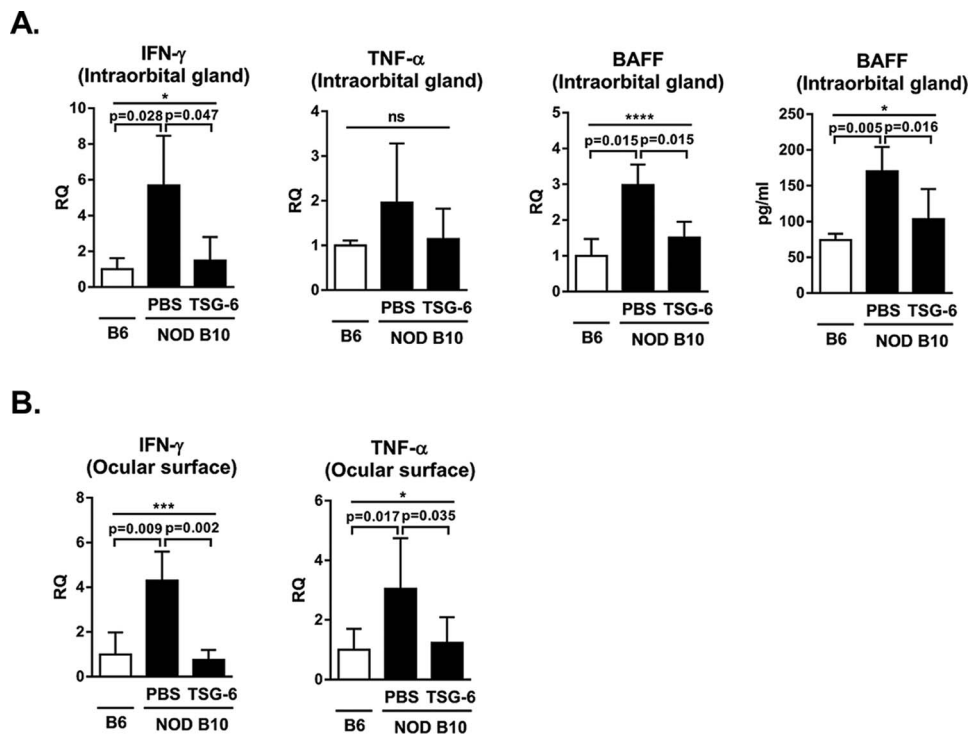 A.
IFN-γ
(Intraorbital gland)
*
p=0.028 p=0.047
10
8
6
4
2
0
RQ
PBS TSG-6
B6 NOD B10
TNF-α
(Intraorbital gland)
ns
4
3
2
1
0
RQ
PBS TSG-6
B6 NOD B10
BAFF
(Intraorbital gland)
****
p=0.015 p=0.015
5
4
3
2
1
0
RQ
PBS TSG-6
B6 NOD B10
BAFF
(Intraorbital gland)
*
p=0.005 p=0.016
250
200
150
100
50
0
pg/ml
PBS TSG-6
B6 NOD B10
B.
IFN-γ
(Ocular surface)
***
p=0.009 p=0.002
8
6
4
2
0
RQ
PBS TSG-6
B6 NOD B10
TNF-α
(Ocular surface)
*
p=0.017 p=0.035
6
4
2
0
RQ
PBS TSG-6
B6 NOD B10